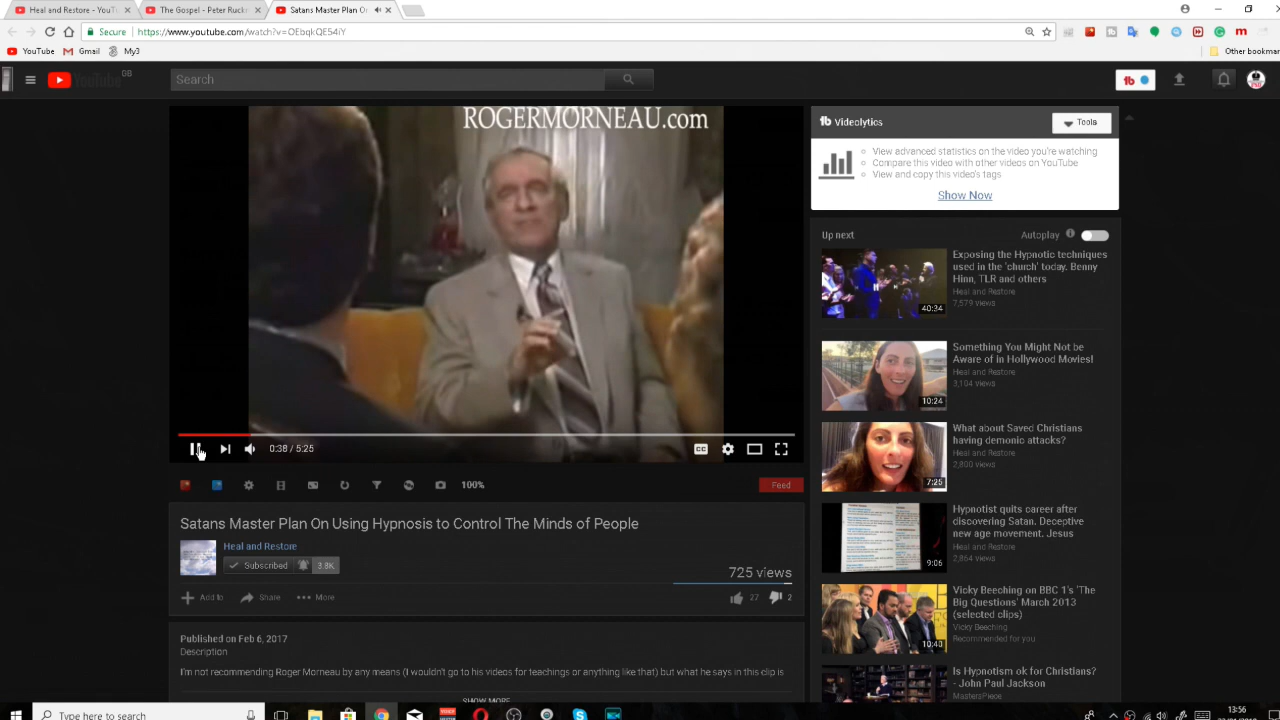 Heal and Restore - YouTu
The Gospel - Peter Ruckm
Satans Master Plan O
Secure
https://www.youtube.com/watch?v=OEbqkQE54iY
YouTube
Gmail
My3
Other bookmar
YouTube GB
Search
ROGERMORNEAU.com
0:38 / 5:25
CC
100%
Feed
Satans Master Plan On Using Hypnosis to Control The Minds of People
Heal and Restore
Subscribed
3.8K
725 views
Add to
Share
More
27
2
Published on Feb 6, 2017
Description
I'm not recommending Roger Morneau by any means (I wouldn't go to his videos for teachings or anything like that) but what he says in this clip is
SHOW MORE
tb Videolytics
Tools
View advanced statistics on the video you're watching
Compare this video with other videos on YouTube
View and copy this video's tags
Show Now
Up next
Autoplay
Exposing the Hypnotic techniques
used in the 'church' today. Benny
Hinn, TLR and others
Heal and Restore
7,579 views
40:34
Something You Might Not be
Aware of in Hollywood Movies!
Heal and Restore
3,104 views
10:24
What about Saved Christians
having demonic attacks?
Heal and Restore
2,800 views
7:25
Hypnotist quits career after
discovering Satan. Deceptive
new age movement. Jesus
Heal and Restore
2,864 views
9:06
Vicky Beeching on BBC 1's 'The
Big Questions' March 2013
(selected clips)
Vicky Beeching
Recommended for you
10:43
Is Hypnotism ok for Christians?
- John Paul Jackson
MastersPiece
Type here to search
13:56